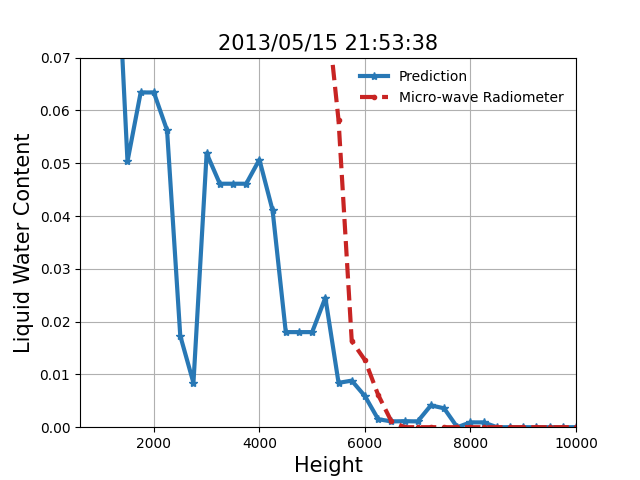 2013/05/15 21:53:38
Liquid Water Content
0.07
0.06
0.05
0.04
0.03
0.02
0.01
0.00
Prediction
Micro-wave Radiometer
2000 4000 6000 8000 10000
Height